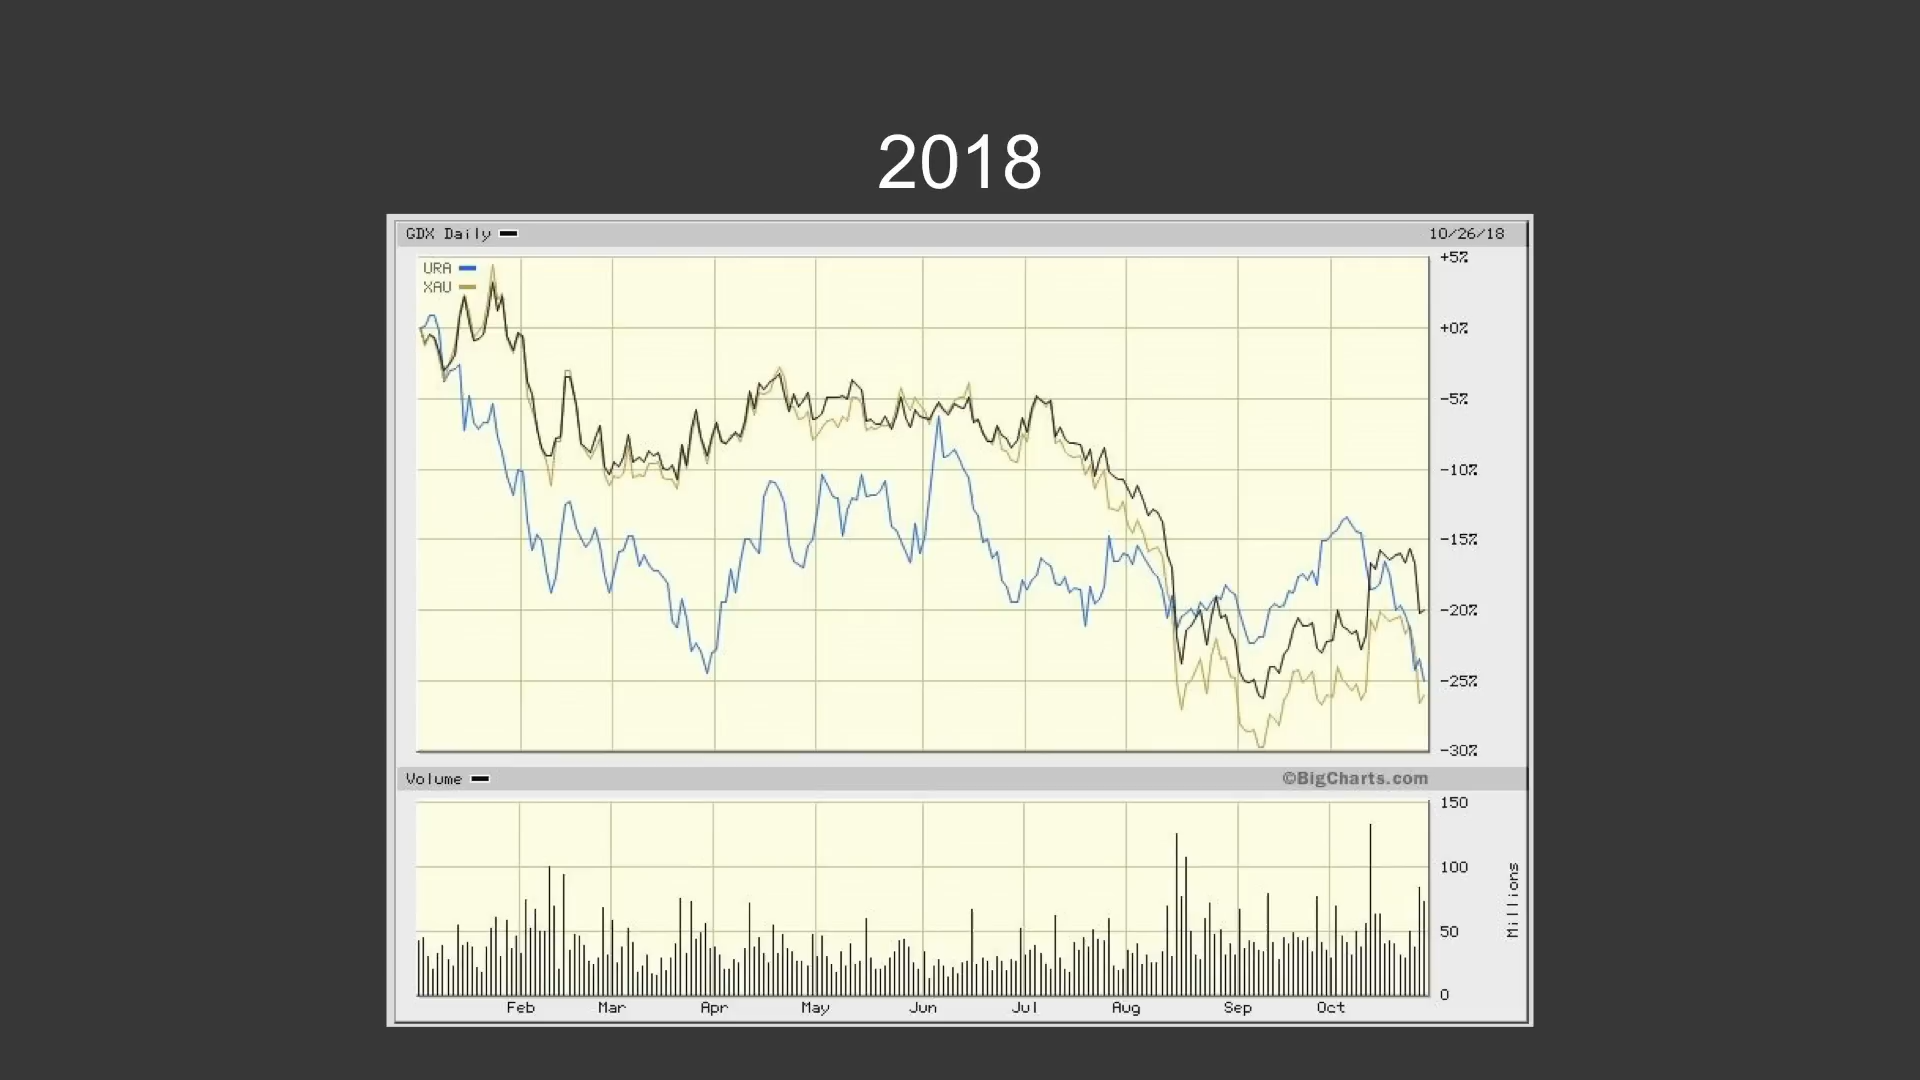 2018
GDX Daily 10/26/18
URA
XAU
+5%
+0%
-5%
-10%
-15%
-20%
-25%
-30%
Volume ©BigCharts.com
150
100
50
0
Millions
Feb Mar Apr May Jun Jul Aug Sep Oct